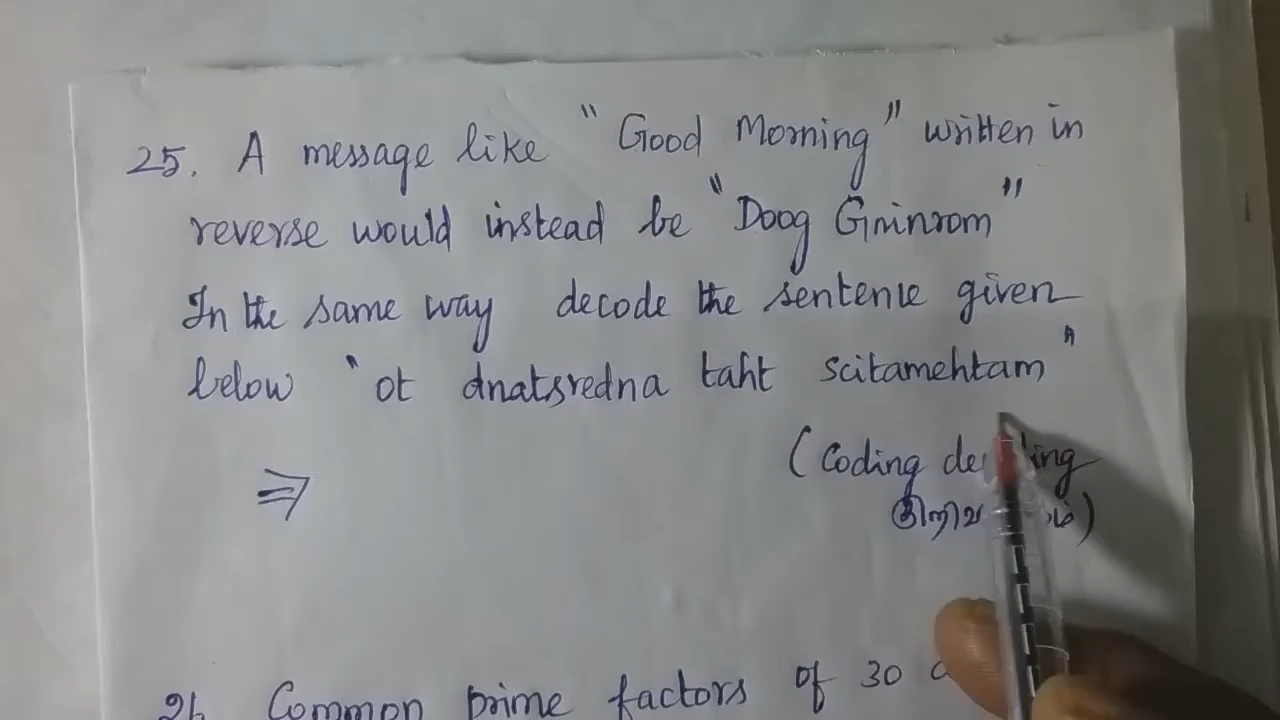 25. A message like "Good Morning" written in
reverse would instead be "Doog Gninrom"
In the same way decode the sentence given
below "ot dnatsredna taht scitamehtam"
(Coding
⇒
26. Common prime factors of 30